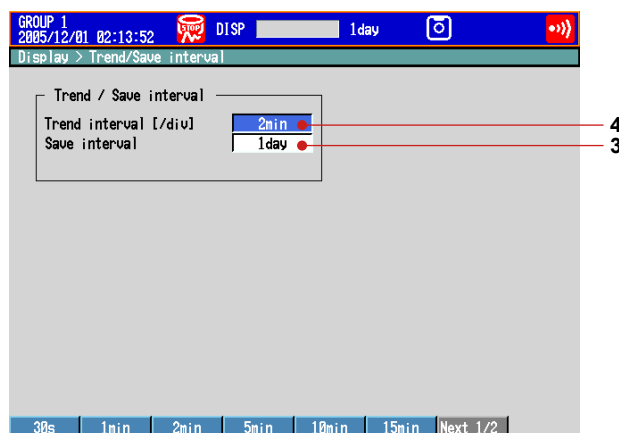 GROUP 1
2005/12/01 02:13:52 STOP DISP 1day
Display > Trend/Save interval
Trend / Save interval
Trend interval [/div] 2min 4
Save interval 1day 3
30s 1min 2min 5min 10min 15min Next 1/2